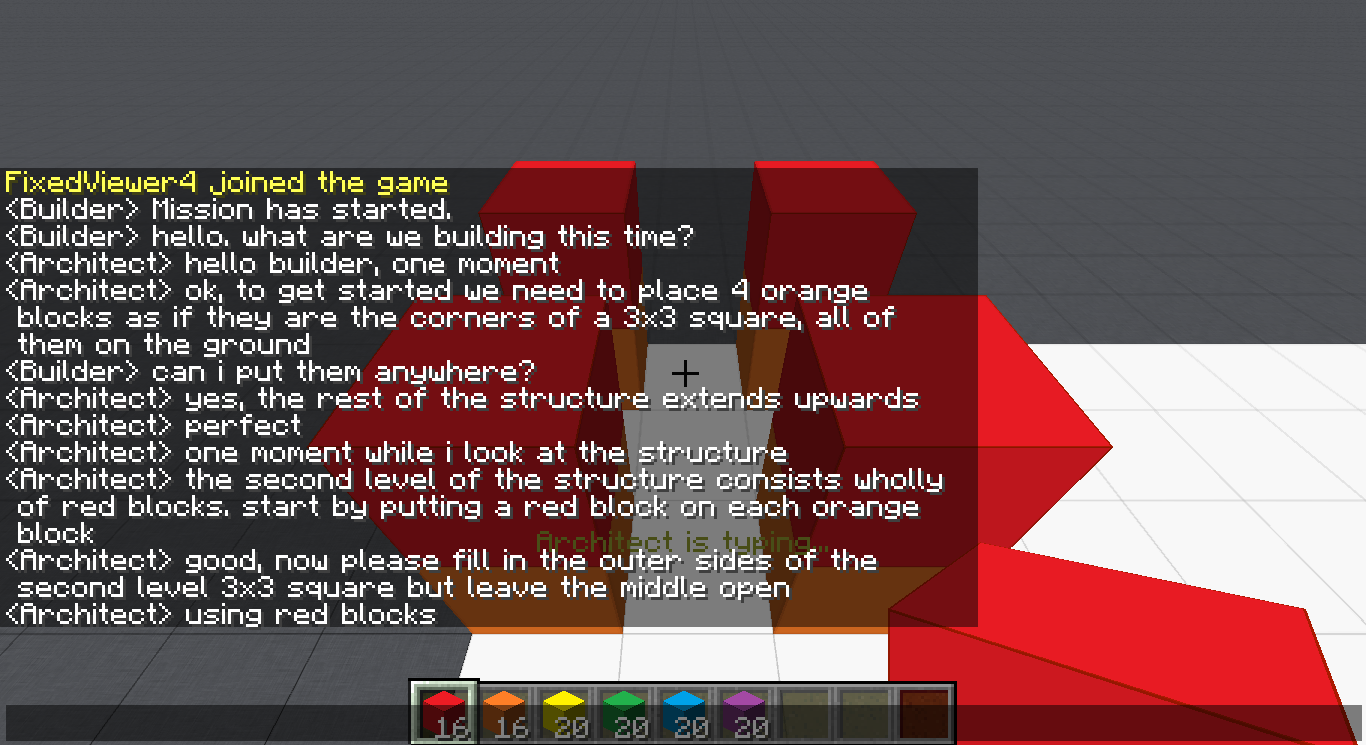 FixedViewer4 joined the game
<Builder> Mission has started.
<Builder> hello. what are we building this time?
<Architect> hello builder, one moment
<Architect> ok, to get started we need to place 4 orange
blocks as if they are the corners of a 3x3 square, all of
them on the ground
<Builder> can i put them anywhere?
<Architect> yes, the rest of the structure extends upwards
<Architect> perfect
<Architect> one moment while i look at the structure
<Architect> the second level of the structure consists wholly
of red blocks. start by putting a red block on each orange
block
Architect is typing...
<Architect> good, now please fill in the outer sides of the
second level 3x3 square but leave the middle open
<Architect> using red blocks
16 16 20 20 20 20